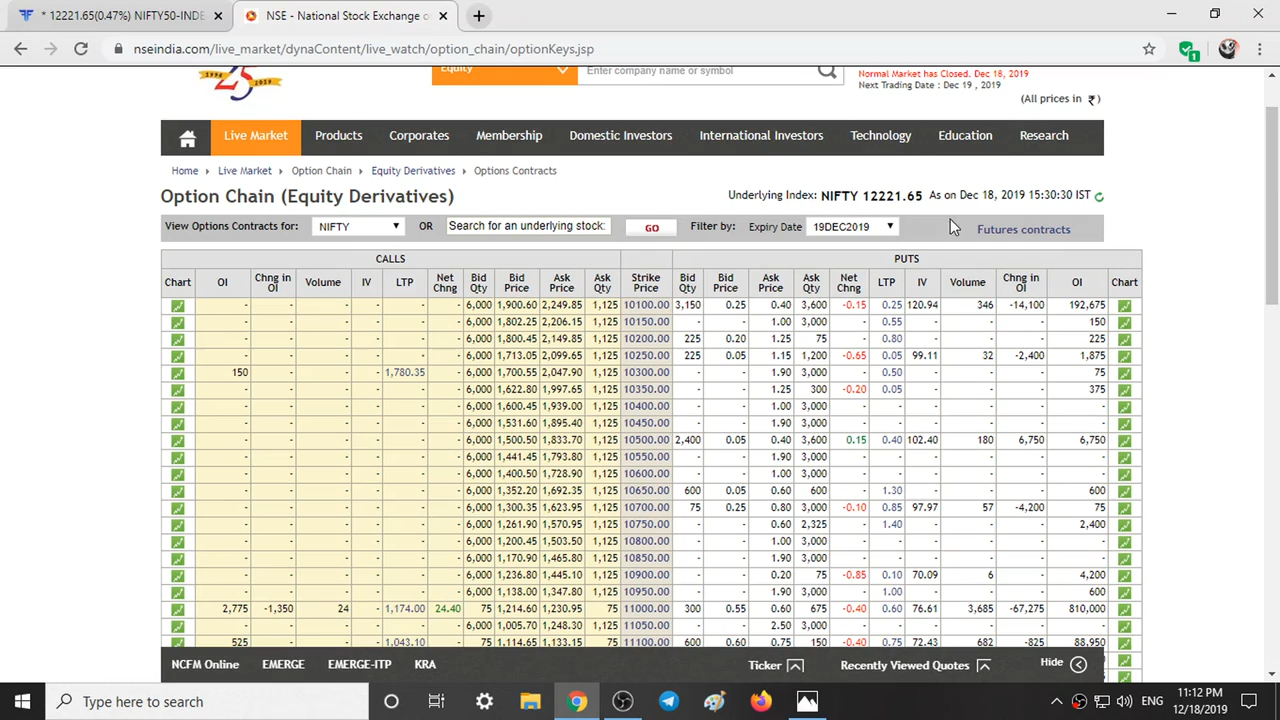 * 12221.65(0.47%) NIFTY50-INDE
NSE - National Stock Exchange o
nseindia.com/live_market/dynaContent/live_watch/option_chain/optionKeys.jsp
1994 2019
Equity
Enter company name or symbol
Normal Market has Closed. Dec 18, 2019
Next Trading Date : Dec 19 , 2019
(All prices in ₹)
Live Market Products Corporates Membership Domestic Investors International Investors Technology Education Research
Home Live Market Option Chain Equity Derivatives Options Contracts
Option Chain (Equity Derivatives)
Underlying Index: NIFTY 12221.65 As on Dec 18, 2019 15:30:30 IST
View Options Contracts for: NIFTY OR Search for an underlying stock: GO Filter by: Expiry Date 19DEC2019 Futures contracts
CALLS PUTS
Chart OI Chng in OI Volume IV LTP Net Chng Bid Qty Bid Price Ask Price Ask Qty Strike Price Bid Qty Bid Price Ask Price Ask Qty Net Chng LTP IV Volume Chng in OI OI Chart
- - - - - - 6,000 1,900.60 2,249.85 1,125 10100.00 3,150 0.25 0.40 3,600 -0.15 0.25 120.94 346 -14,100 192,675
- - - - - - 6,000 1,802.25 2,206.15 1,125 10150.00 - - 1.00 3,000 - 0.55 - - - 150
- - - - - - 6,000 1,800.45 2,149.85 1,125 10200.00 225 0.20 1.25 75 - 0.80 - - - 225
- - - - - - 6,000 1,713.05 2,099.65 1,125 10250.00 225 0.05 1.15 1,200 -0.65 0.05 99.11 32 -2,400 1,875
150 - - - 1,780.35 - 6,000 1,700.55 2,047.90 1,125 10300.00 - - 1.90 3,000 - 0.50 - - - 75
- - - - - - 6,000 1,622.80 1,997.65 1,125 10350.00 - - 1.25 300 -0.20 0.05 - - - 375
- - - - - - 6,000 1,600.45 1,939.00 1,125 10400.00 - - 1.00 3,000 - - - - - -
- - - - - - 6,000 1,531.60 1,895.40 1,125 10450.00 - - 1.90 3,000 - - - - - -
- - - - - - 6,000 1,500.50 1,833.70 1,125 10500.00 2,400 0.05 0.40 3,600 0.15 0.40 102.40 180 6,750 6,750
- - - - - - 6,000 1,441.45 1,793.80 1,125 10550.00 - - 1.90 3,000 - - - - - -
- - - - - - 6,000 1,400.50 1,728.90 1,125 10600.00 - - 1.00 3,000 - - - - - -
- - - - - - 6,000 1,352.20 1,692.35 1,125 10650.00 600 0.05 0.60 600 - 1.30 - - - 600
- - - - - - 6,000 1,300.35 1,623.95 1,125 10700.00 75 0.25 0.80 3,000 -0.10 0.85 97.97 57 -4,200 75
- - - - - - 6,000 1,261.90 1,570.95 1,125 10750.00 - - 0.60 2,325 - 1.40 - - - 2,400
- - - - - - 6,000 1,200.45 1,503.50 1,125 10800.00 - - 1.00 3,000 - - - - - -
- - - - - - 6,000 1,170.90 1,465.80 1,125 10850.00 - - 1.90 3,000 - - - - - -
- - - - - - 6,000 1,236.80 1,445.10 1,125 10900.00 - - 0.20 75 -0.85 0.10 70.09 6 - 4,200
- - - - - - 6,000 1,138.00 1,347.80 1,125 10950.00 - - 1.90 3,000 - 1.00 - - - 600
2,775 -1,350 24 - 1,174.00 24.40 75 1,214.60 1,230.95 75 11000.00 300 0.55 0.60 675 -0.40 0.60 76.61 3,685 -67,275 810,000
- - - - - - 6,000 1,005.70 1,248.30 1,125 11050.00 - - 2.50 3,000 - - - - - -
525 - - - 1,043.10 - 75 1,114.65 1,133.15 75 11100.00 600 0.60 0.75 150 -0.40 0.75 72.43 682 -825 88,950
NCFM Online EMERGE EMERGE-ITP KRA Ticker Recently Viewed Quotes Hide
Type here to search
ENG
11:12 PM
12/18/2019